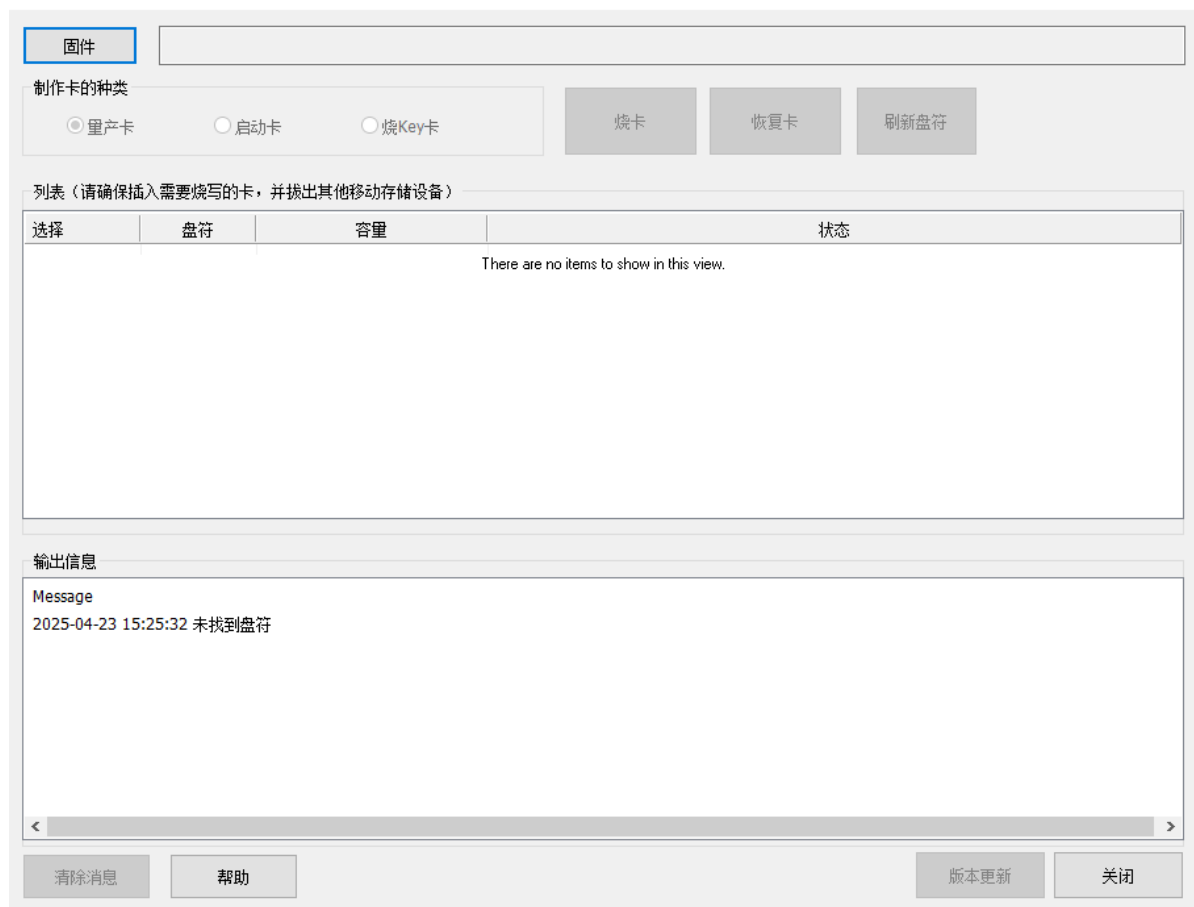 固件
制作卡的种类
量产卡 启动卡 烧Key卡 烧卡 恢复卡 刷新盘符
列表（请确保插入需要烧写的卡，并拔出其他移动存储设备）
选择 盘符 容量 状态
There are no items to show in this view.
输出信息
Message
2025-04-23 15:25:32 未找到盘符
清除消息 帮助 版本更新 关闭